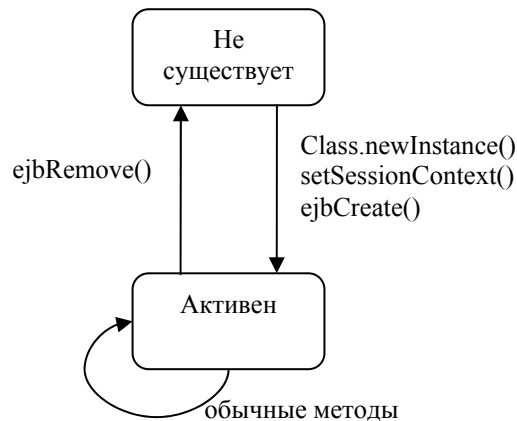 Не
существует
Class.newInstance()
setSessionContext()
ejbCreate()
ejbRemove()
Активен
обычные методы